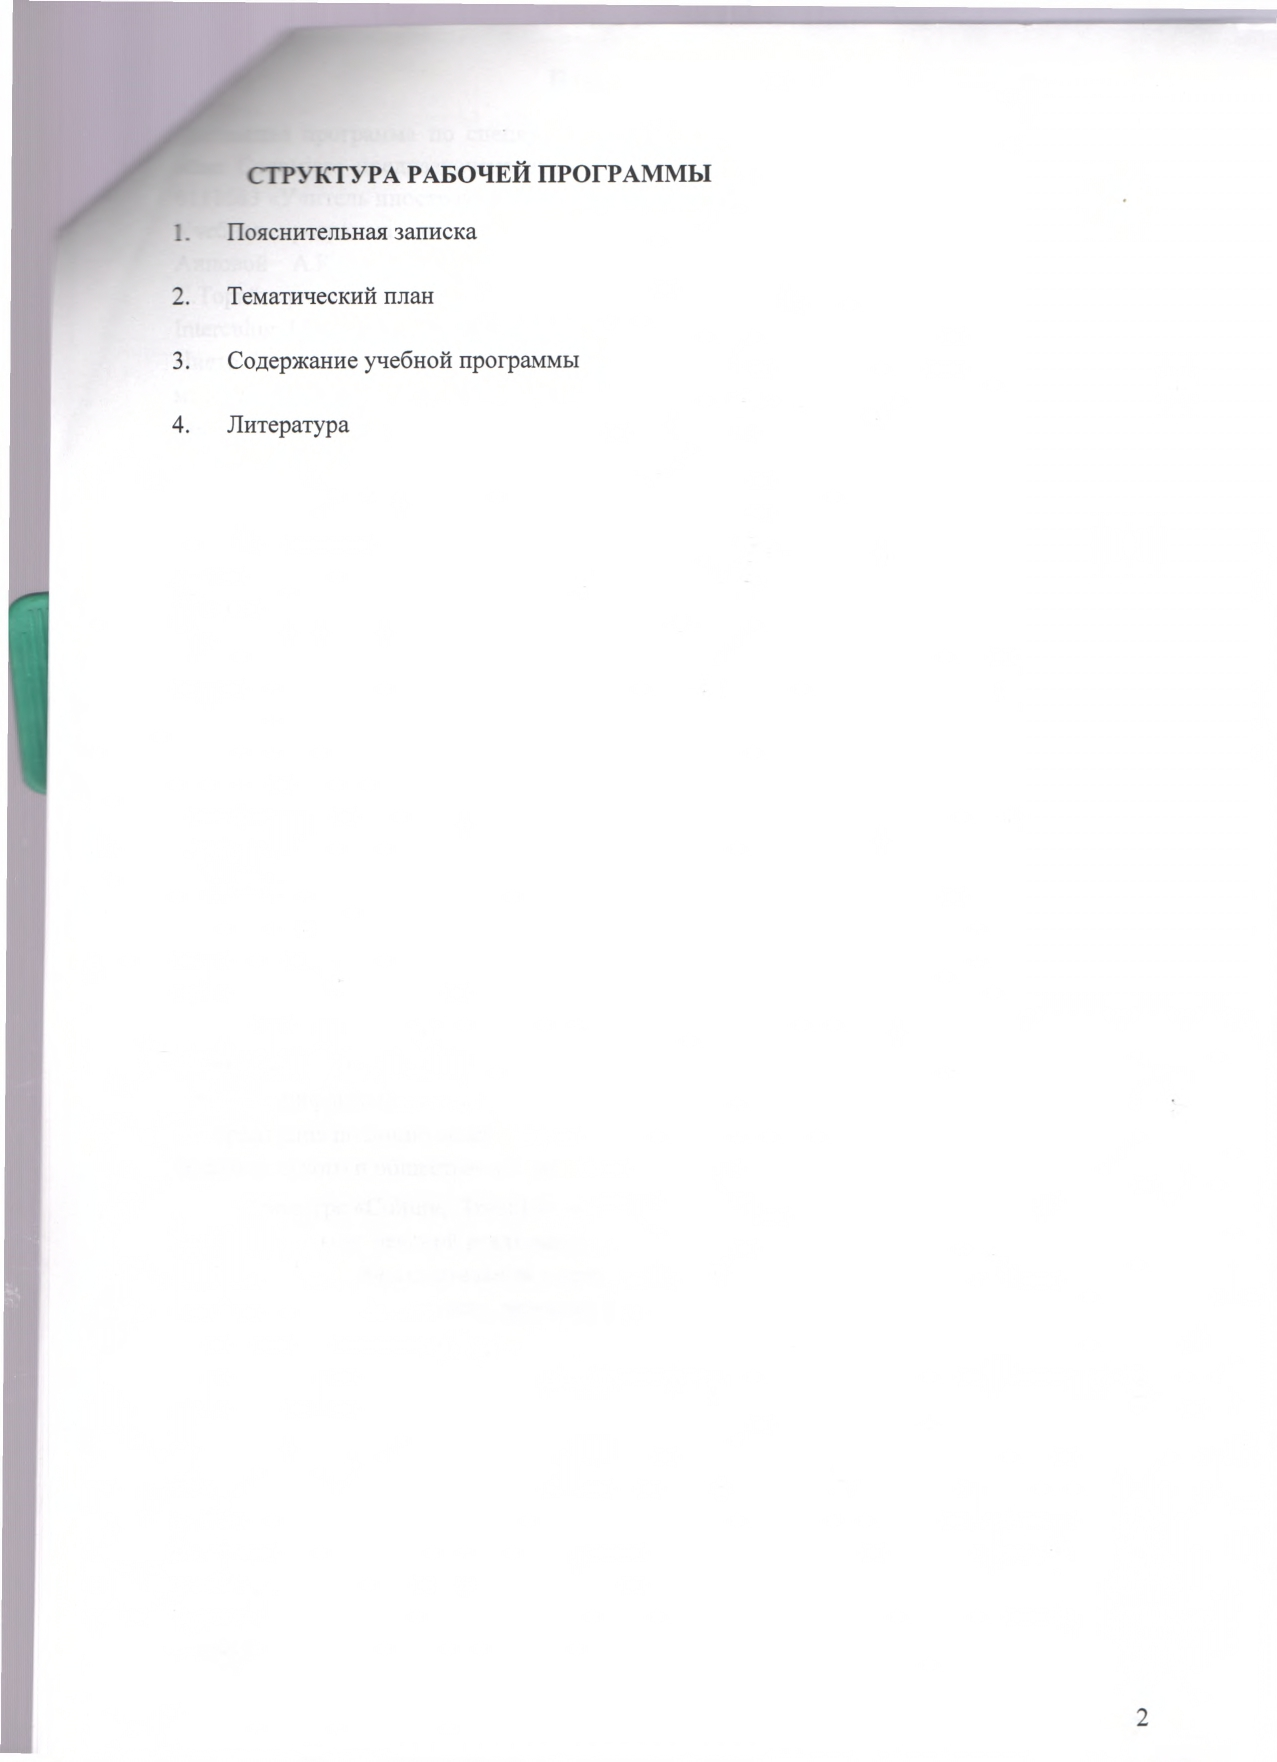 СТРУКТУРА РАБОЧЕЙ ПРОГРАММЫ
1. Пояснительная записка
2. Тематический план
3. Содержание учебной программы
4. Литература
2